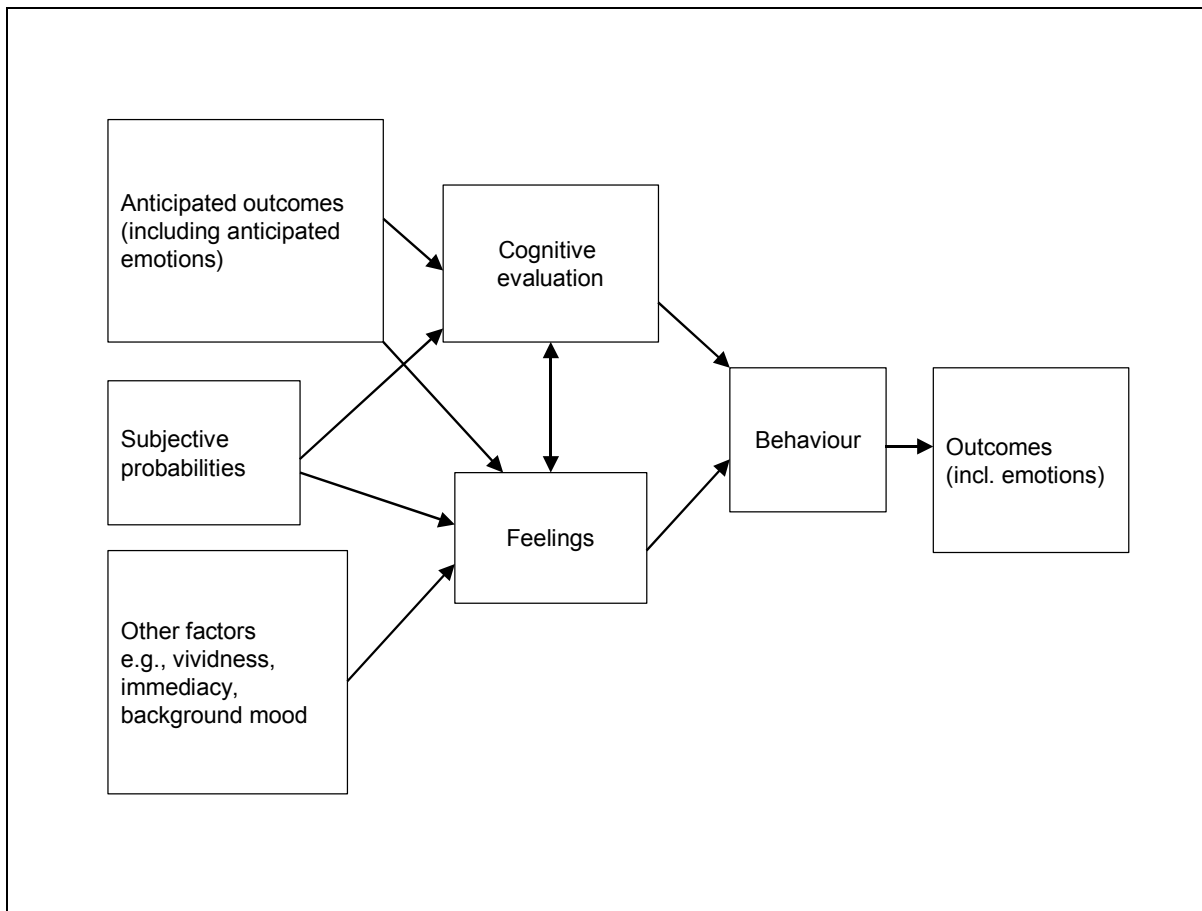 Anticipated outcomes
(including anticipated
emotions)
Cognitive
evaluation
Subjective
probabilities
Feelings
Behaviour
Outcomes
(incl. emotions)
Other factors
e.g., vividness,
immediacy,
background mood